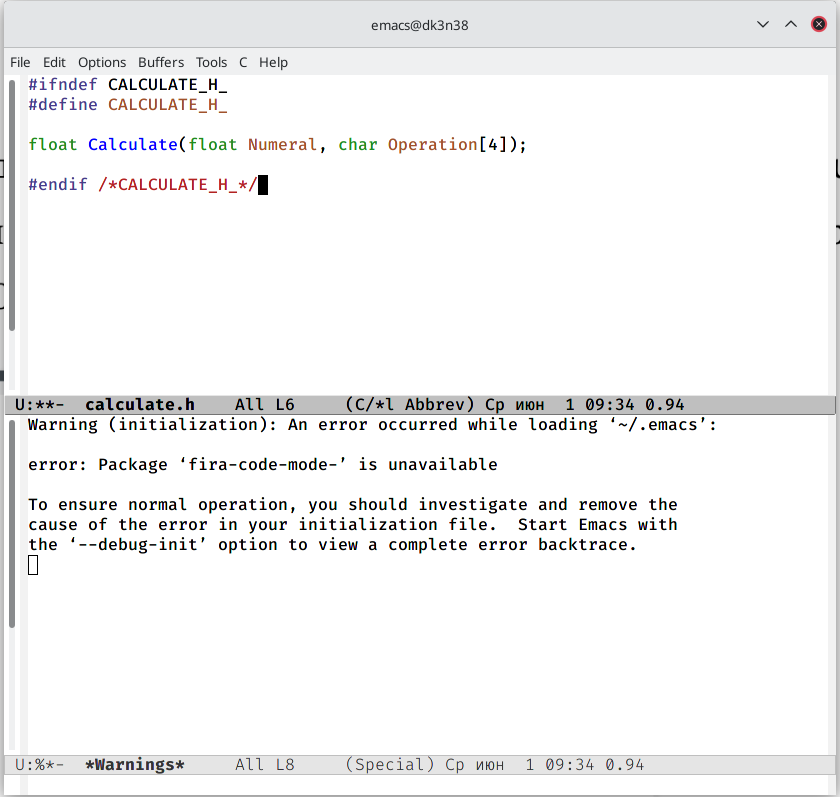 emacs@dk3n38
File Edit Options Buffers Tools C Help
#ifndef CALCULATE_H_
#define CALCULATE_H_
float Calculate(float Numeral, char Operation[4]);
#endif /*CALCULATE_H_*/
U:**-  calculate.h    All L6     (C/*l Abbrev) Ср июн  1 09:34 0.94
Warning (initialization): An error occurred while loading ‘~/.emacs’:
error: Package ‘fira-code-mode-’ is unavailable
To ensure normal operation, you should investigate and remove the
cause of the error in your initialization file.  Start Emacs with
the ‘--debug-init’ option to view a complete error backtrace.
U:%*-  *Warnings*     All L8     (Special) Ср июн  1 09:34 0.94